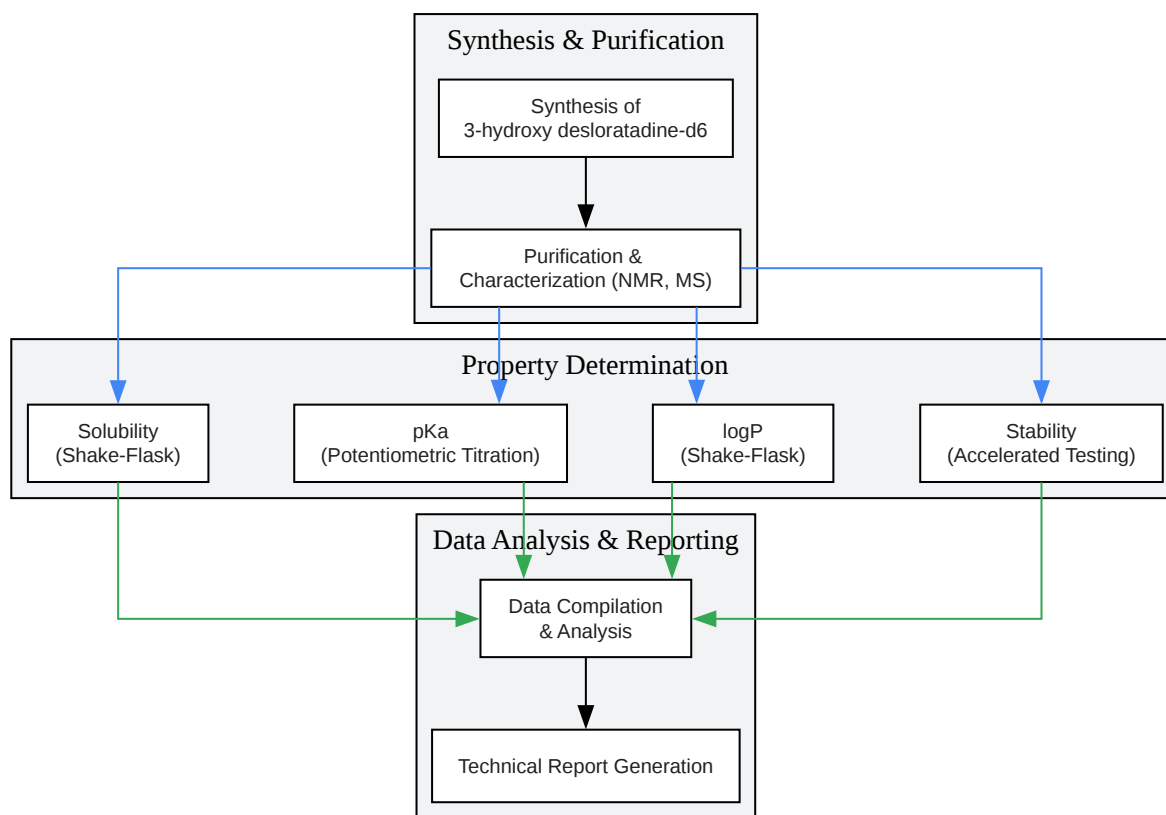 Synthesis & Purification
Synthesis of
3-hydroxy desloratadine-d6
Purification &
Characterization (NMR, MS)
Property Determination
Solubility
(Shake-Flask)
pKa
(Potentiometric Titration)
logP
(Shake-Flask)
Stability
(Accelerated Testing)
Data Analysis & Reporting
Data Compilation
& Analysis
Technical Report Generation